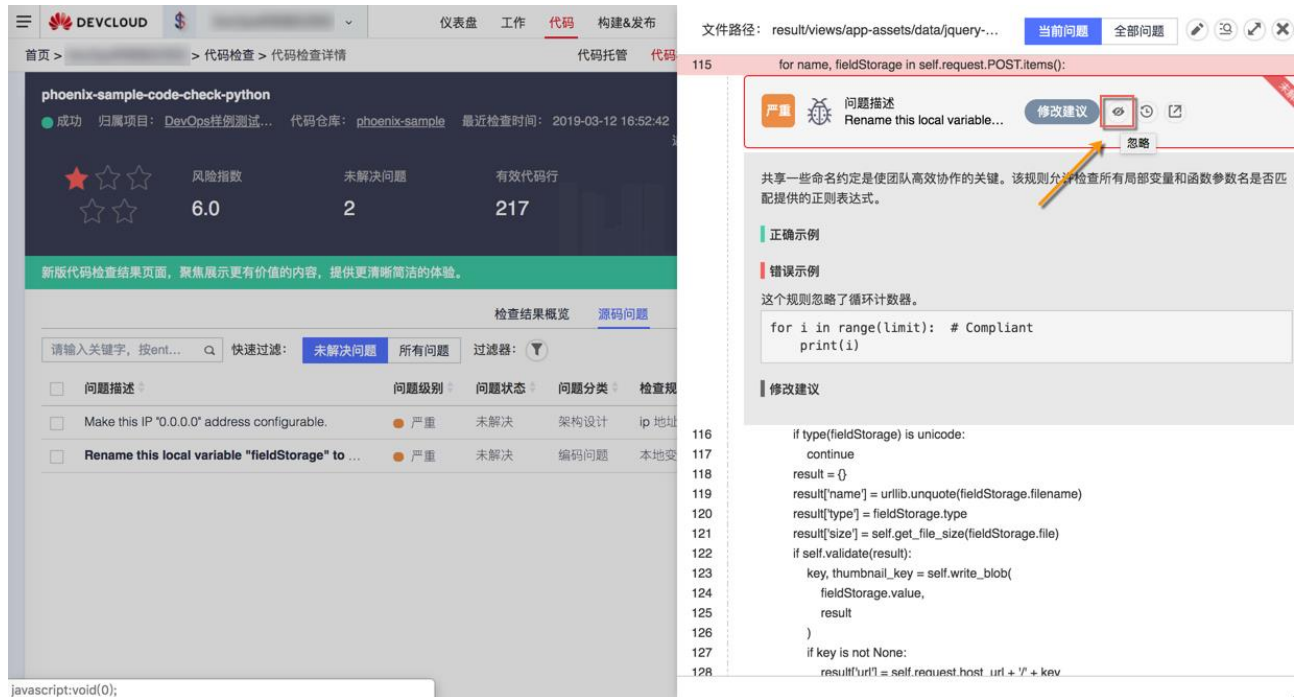 DEVCLOUD
仪表盘 工作 代码 构建&发布
首页 > > 代码检查 > 代码检查详情
代码托管 代码
phoenix-sample-code-check-python
成功 归属项目: DevOps样例测试... 代码仓库: phoenix-sample 最近检查时间: 2019-03-12 16:52:42
风险指数 未解决问题 有效代码行
6.0 2 217
新版代码检查结果页面，聚焦展示更有价值的内容，提供更清晰简洁的体验。
检查结果概览 源码问题
请输入关键字，按ent... 快速过滤: 未解决问题 所有问题 过滤器:
问题描述 问题级别 问题状态 问题分类 检查规
Make this IP "0.0.0.0" address configurable. 严重 未解决 架构设计 ip 地址
Rename this local variable "fieldStorage" to ... 严重 未解决 编码问题 本地变
javascript:void(0);
文件路径: result/views/app-assets/data/jquery-... 当前问题 全部问题
115 for name, fieldStorage in self.request.POST.items():
严重
问题描述
Rename this local variable...
修改建议
忽略
共享一些命名约定是使团队高效协作的关键。该规则允许检查所有局部变量和函数参数名是否匹
配提供的正则表达式。
正确示例
错误示例
这个规则忽略了循环计数器。
for i in range(limit):  # Compliant
print(i)
修改建议
116 if type(fieldStorage) is unicode:
117 continue
118 result = {}
119 result['name'] = urllib.unquote(fieldStorage.filename)
120 result['type'] = fieldStorage.type
121 result['size'] = self.get_file_size(fieldStorage.file)
122 if self.validate(result):
123 key, thumbnail_key = self.write_blob(
124 fieldStorage.value,
125 result
126 )
127 if key is not None:
128 result['url'] = self.request.host_url + '/' + key